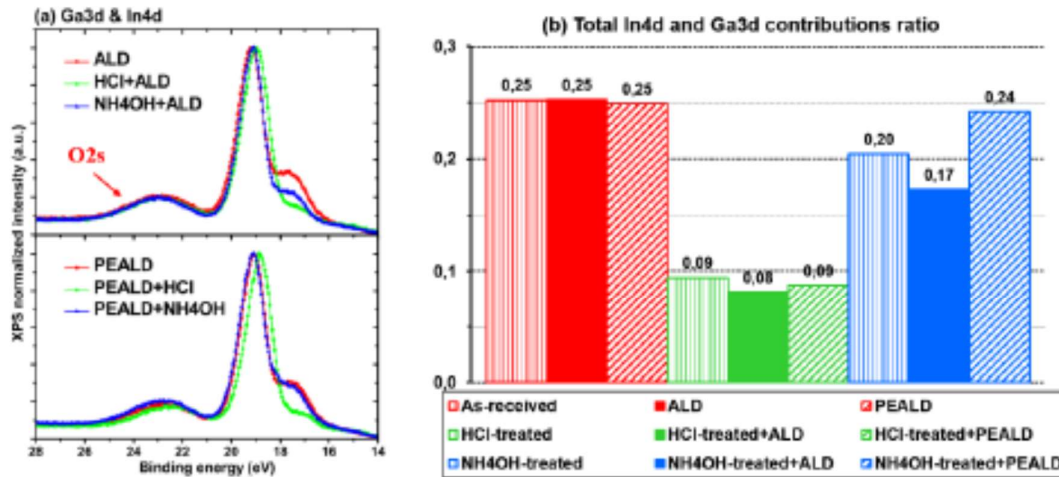 (a) Ga3d & In4d
ALD
HCl+ALD
NH4OH+ALD
O2s
PEALD
PEALD+HCl
PEALD+NH4OH
XPS normalized intensity (a.u.)
28 26 24 22 20 18 16 14
Binding energy (eV)
(b) Total In4d and Ga3d contributions ratio
0,3
0,2
0,1
0,0
0,25 0,25 0,25 0,09 0,08 0,09 0,20 0,17 0,24
As-received ALD PEALD
HCl-treated HCl-treated+ALD HCl-treated+PEALD
NH4OH-treated NH4OH-treated+ALD NH4OH-treated+PEALD